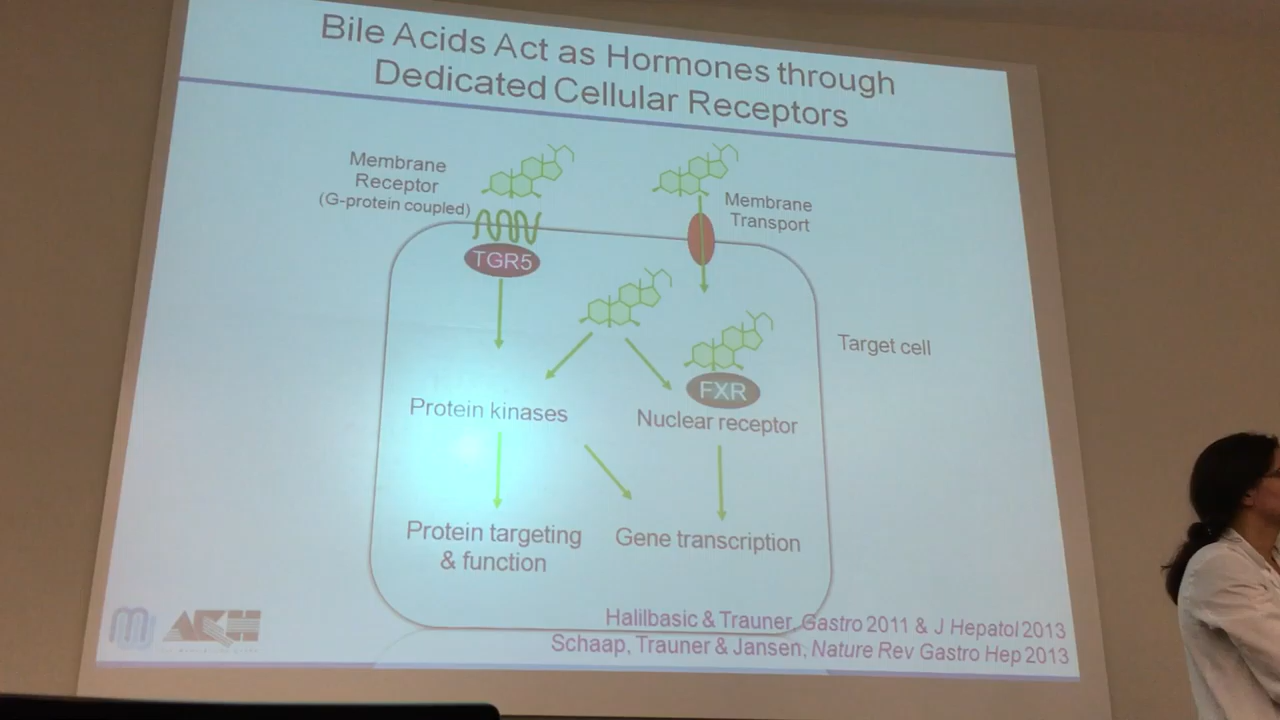 Bile Acids Act as Hormones through
Dedicated Cellular Receptors
Membrane
Receptor
(G-protein coupled)
Membrane
Transport
TGR5
Target cell
FXR
Protein kinases
Nuclear receptor
Protein targeting
& function
Gene transcription
Halilbasic & Trauner, Gastro 2011 & J Hepatol 2013
Schaap, Trauner & Jansen, Nature Rev Gastro Hep 2013
AKH